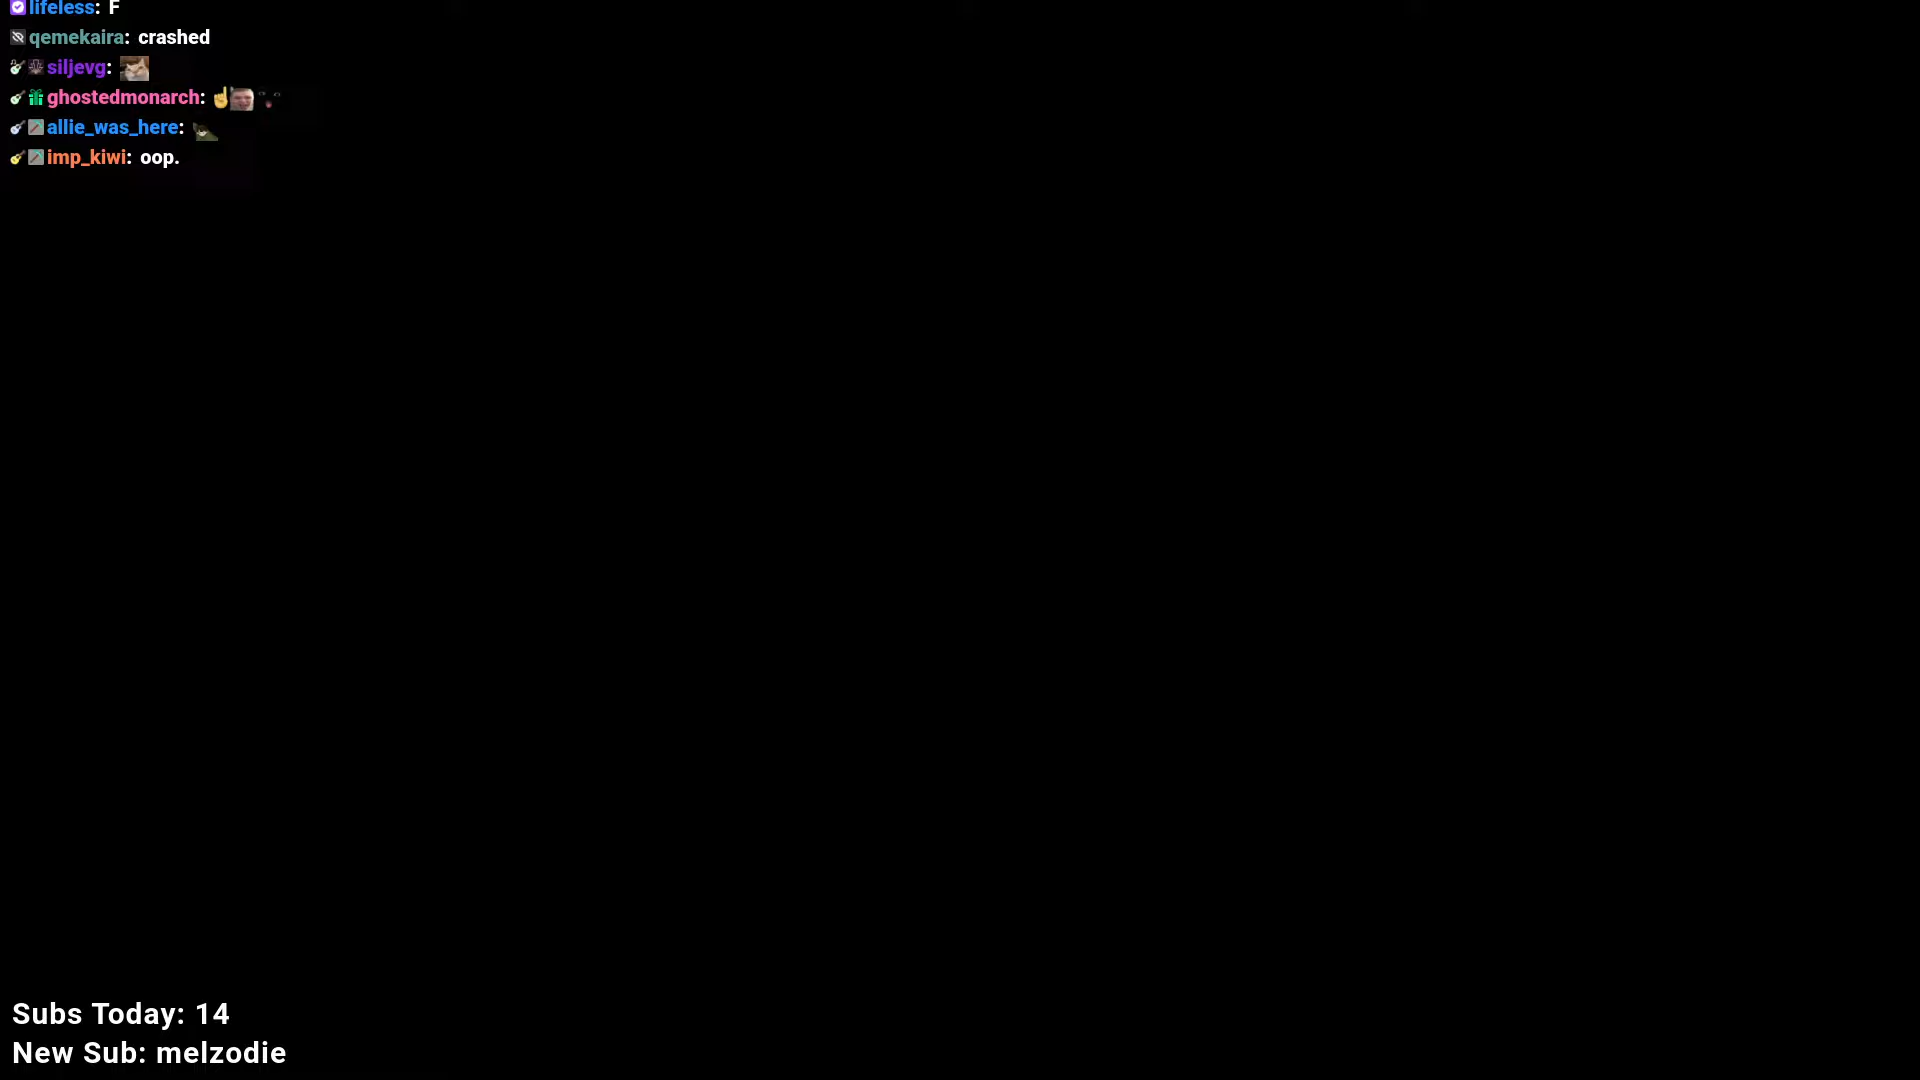 lifeless: F
qemekaira: crashed
siljevg:
ghostedmonarch: ☝️
allie_was_here:
imp_kiwi: oop.
Subs Today: 14
New Sub: melzodie